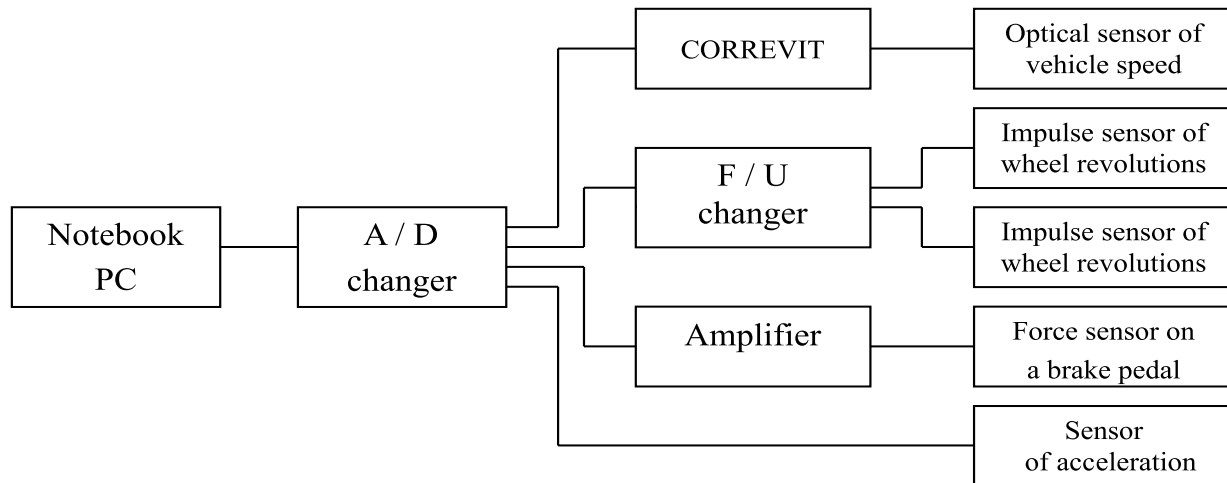 CORREVIT
Optical sensor of
vehicle speed
Impulse sensor of
wheel revolutions
F / U
changer
Notebook
PC
A / D
changer
Impulse sensor of
wheel revolutions
Amplifier
Force sensor on
a brake pedal
Sensor
of acceleration